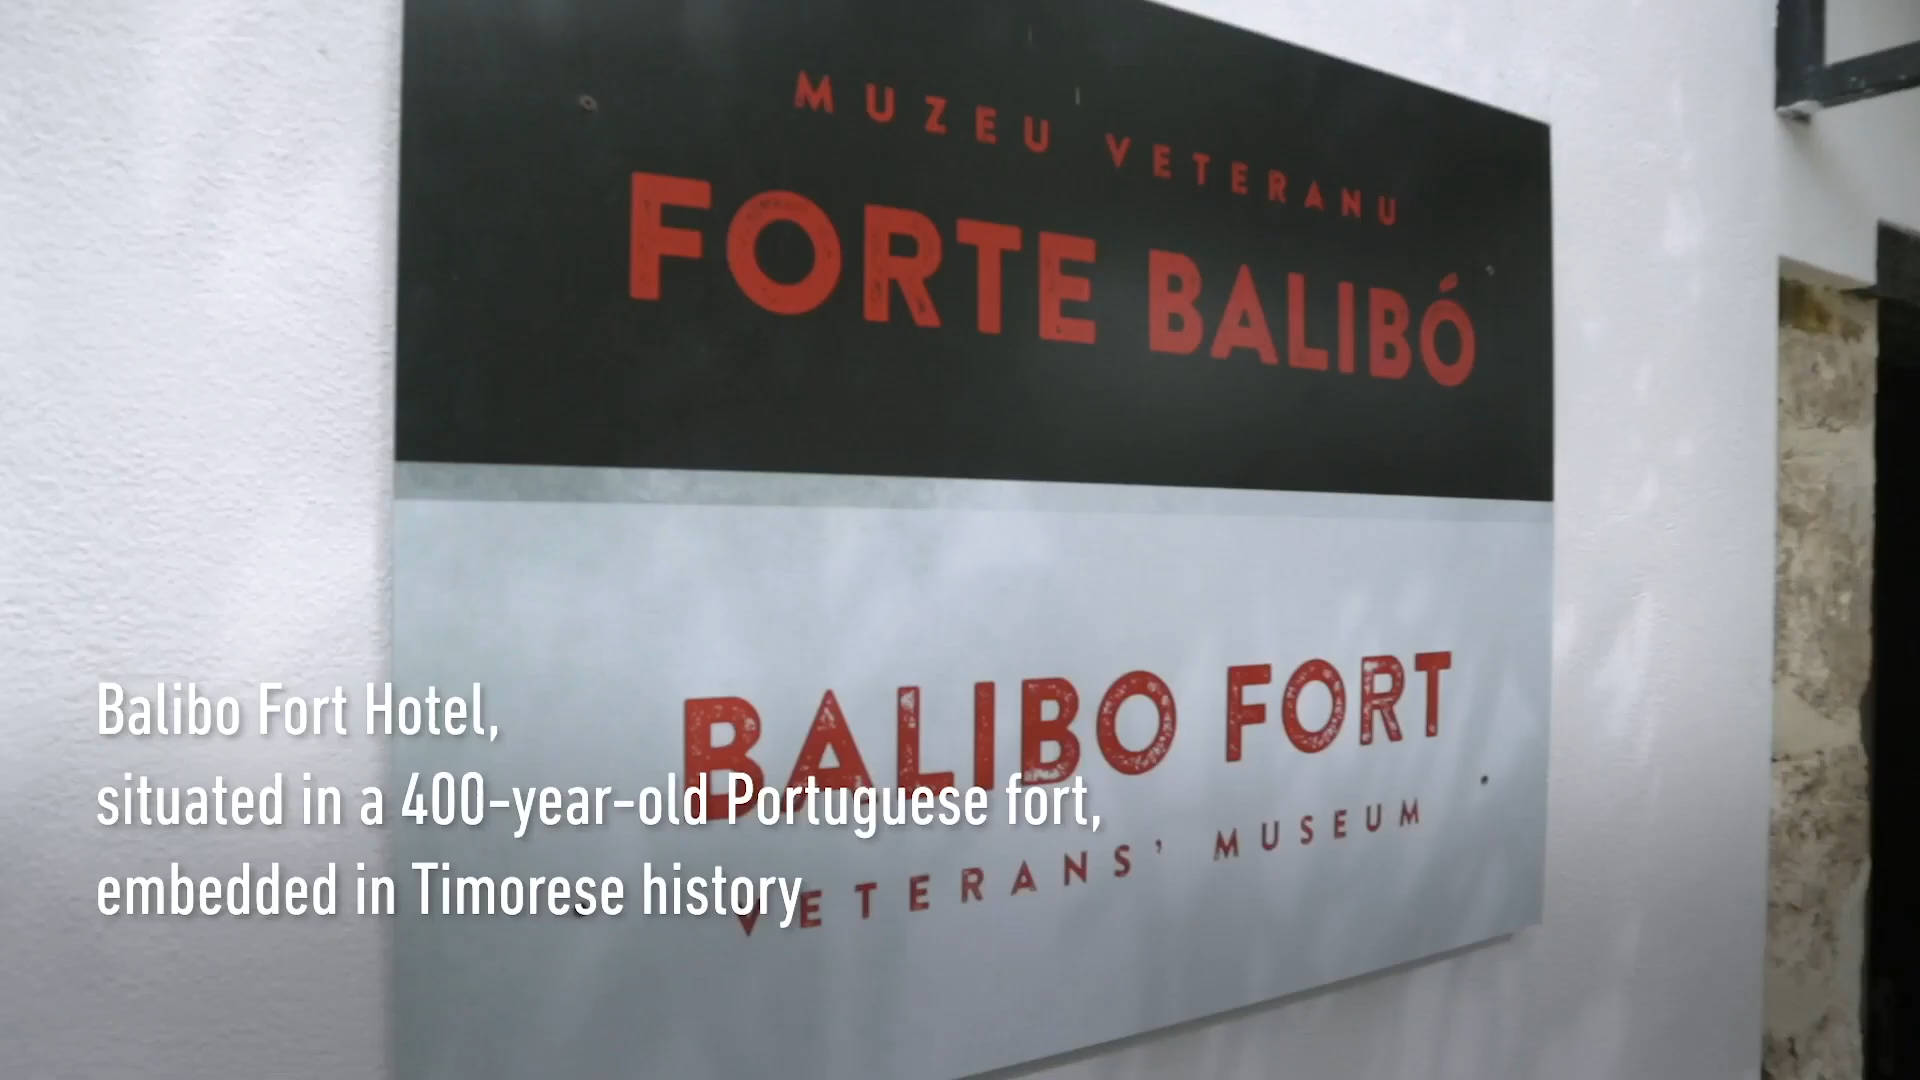 MUZEU VETERANU
FORTE BALIBÓ
BALIBO FORT
VETERANS' MUSEUM
Balibo Fort Hotel,
situated in a 400-year-old Portuguese fort,
embedded in Timorese history